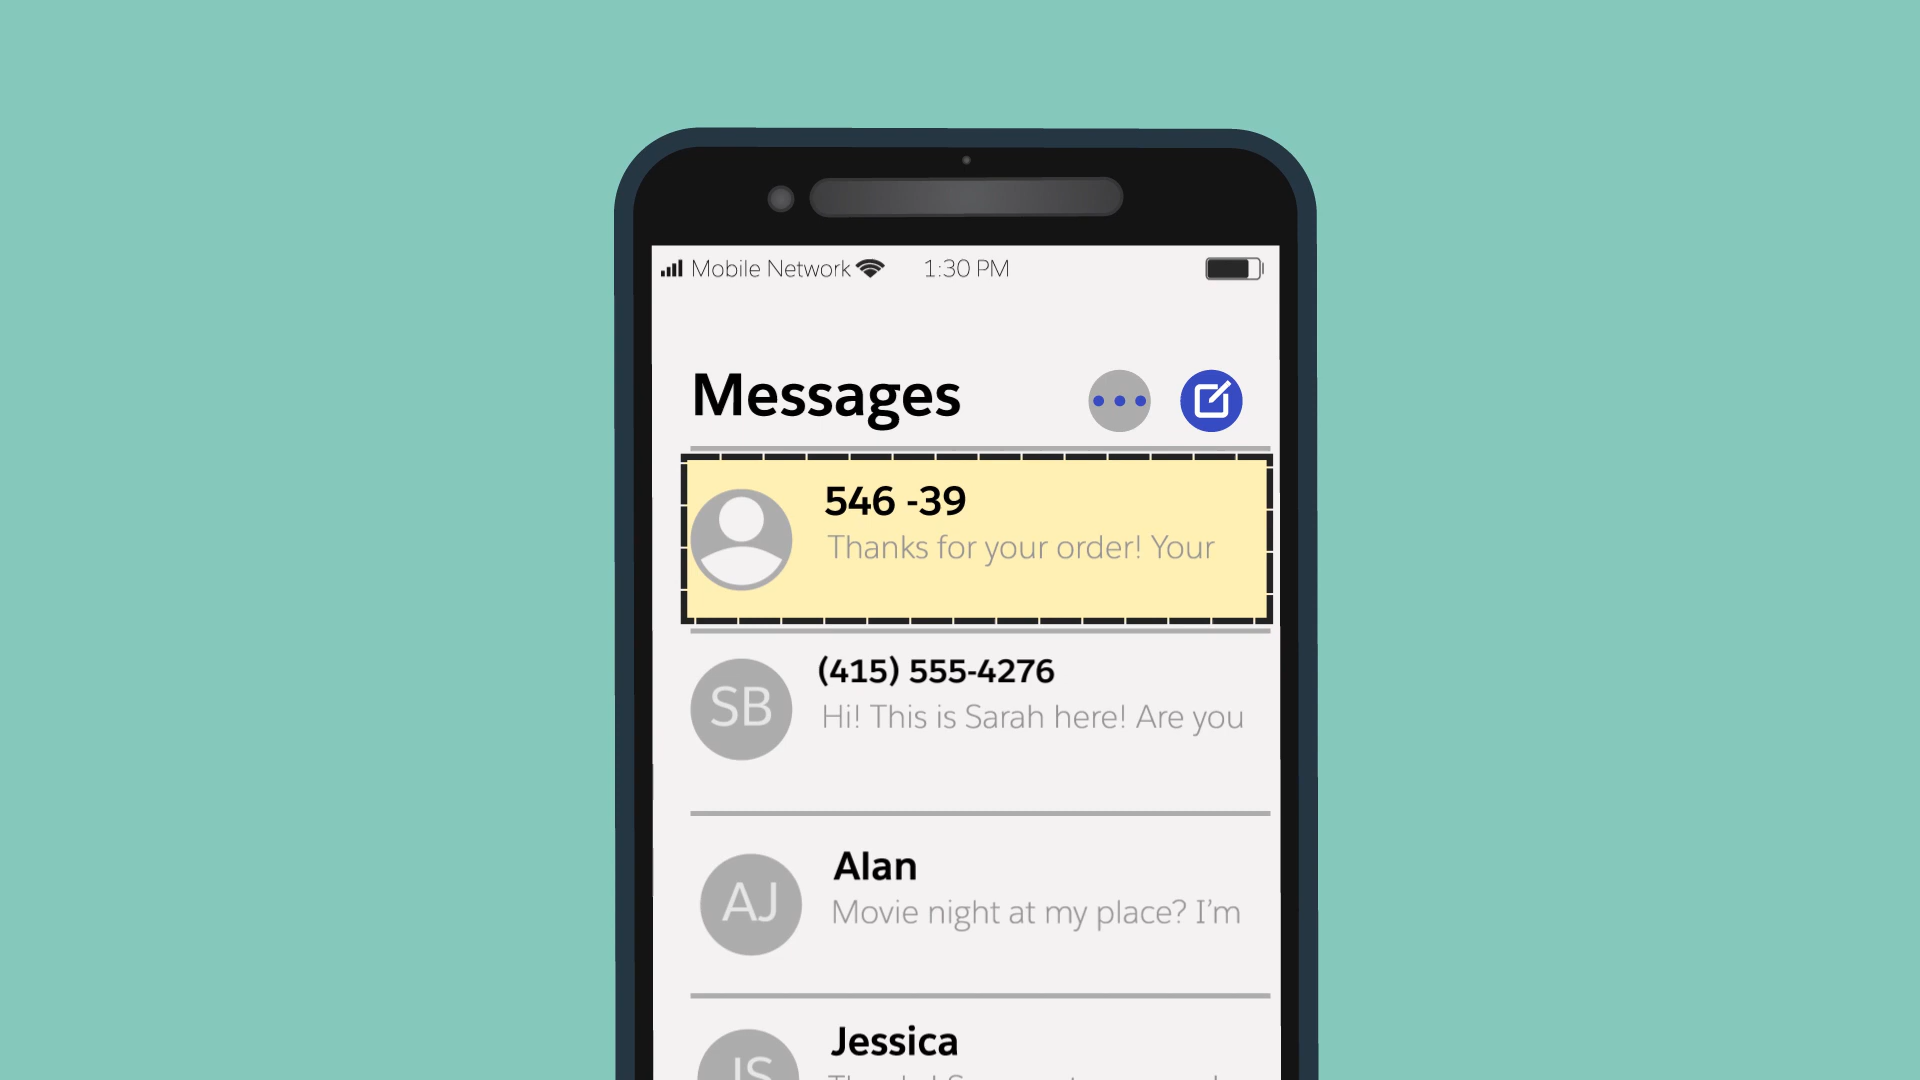 Mobile Network 1:30 PM
Messages
546 -39
Thanks for your order! Your
SB
(415) 555-4276
Hi! This is Sarah here! Are you
AJ
Alan
Movie night at my place? I'm
JS
Jessica